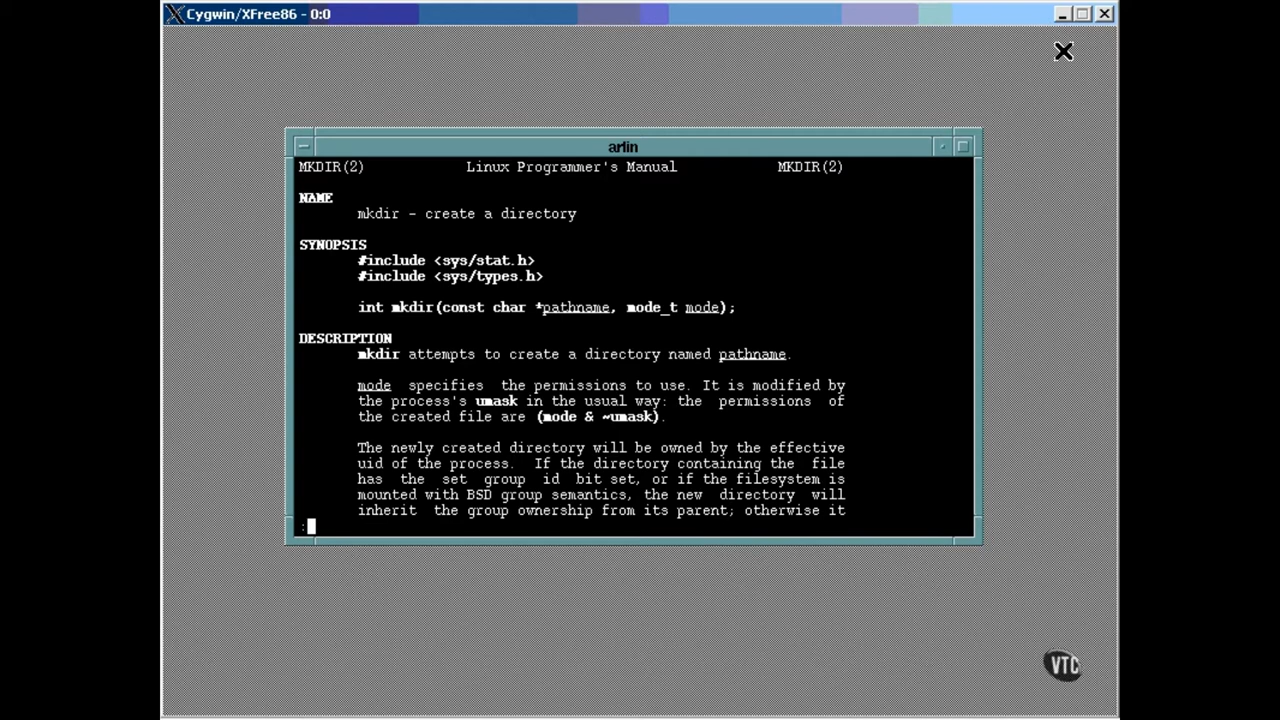 Cygwin/XFree86 - 0:0
arlin
MKDIR(2) Linux Programmer's Manual MKDIR(2)
NAME
mkdir - create a directory
SYNOPSIS
#include <sys/stat.h>
#include <sys/types.h>
int mkdir(const char *pathname, mode_t mode);
DESCRIPTION
mkdir attempts to create a directory named pathname.
mode specifies the permissions to use. It is modified by
the process's umask in the usual way: the permissions of
the created file are (mode & ~umask).
The newly created directory will be owned by the effective
uid of the process. If the directory containing the file
has the set group id bit set, or if the filesystem is
mounted with BSD group semantics, the new directory will
inherit the group ownership from its parent; otherwise it
:
VTC